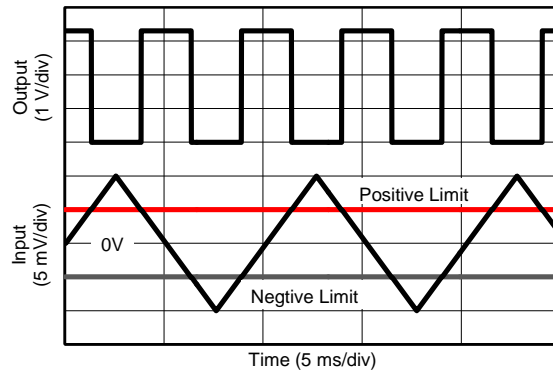 Output
(1 V/div)
Positive Limit
Input
(5 mV/div)
0V
Negtive Limit
Time (5 ms/div)